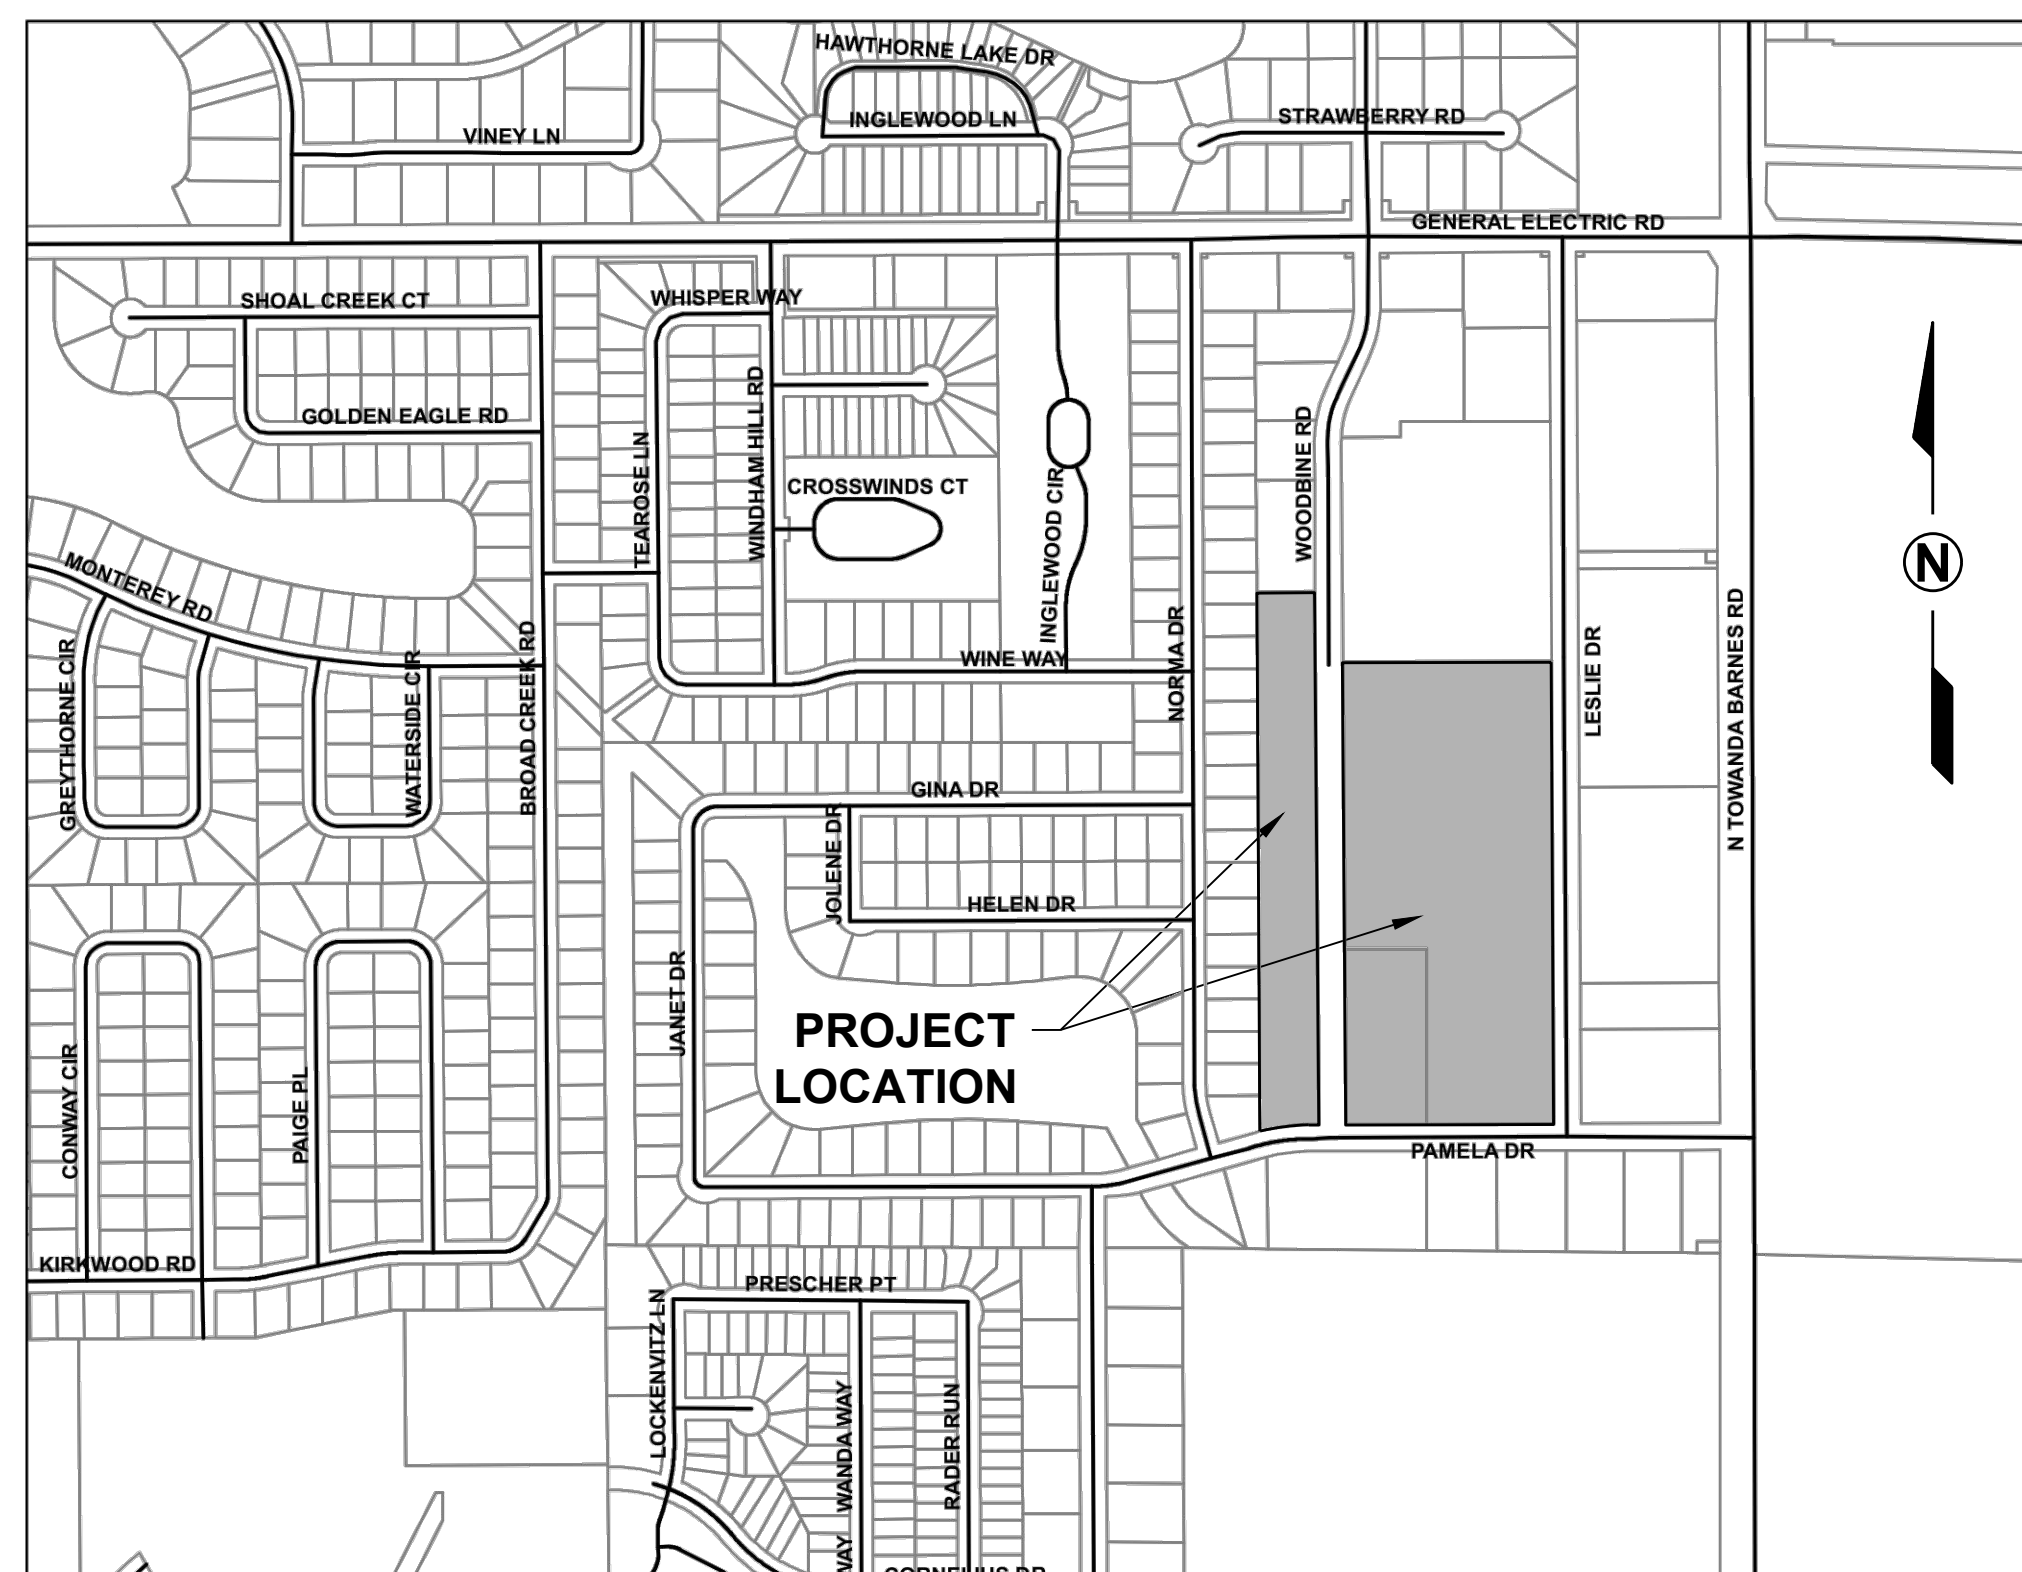 HAWTHORNE LAKE DR
INGLEWOOD LN
STRAWBERRY RD
VINEY LN
GENERAL ELECTRIC RD
SHOAL CREEK CT
WHISPER WAY
GOLDEN EAGLE RD
TEAROSE LN
WINDHAM HILL RD
CROSSWINDS CT
INGLEWOOD CIR
WOODBINE RD
N
MONTEREY RD
GREYTHORNE CIR
WATERSIDE CIR
BROAD CREEK RD
WINE WAY
NORMA DR
LESLIE DR
N TOWANDA BARNES RD
GINA DR
JOLENE DR
HELEN DR
JANET DR
PROJECT
LOCATION
CONWAY CIR
PAIGE PL
PAMELA DR
KIRKWOOD RD
PRESCHER PT
LOCKENVITZ LN
WANDA WAY
RADER RUN
WAY
CORNELIUS DR